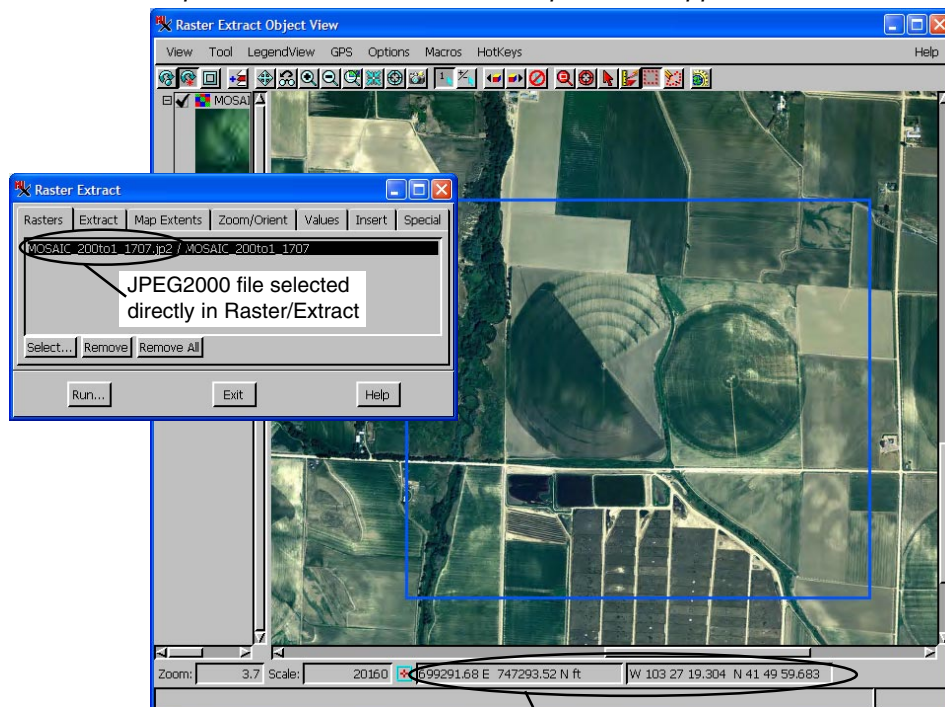 Raster Extract Object View
View Tool LegendView GPS Options Macros HotKeys Help
MOSAI
Raster Extract
Rasters Extract Map Extents Zoom/Orient Values Insert Special
MOSAIC_200to1_1707.jp2 / MOSAIC_200to1_1707
JPEG2000 file selected
directly in Raster/Extract
Select... Remove Remove All
Run... Exit Help
Zoom: 3.7 Scale: 20160 699291.68 E 747293.52 N ft W 103 27 19.304 N 41 49 59.683